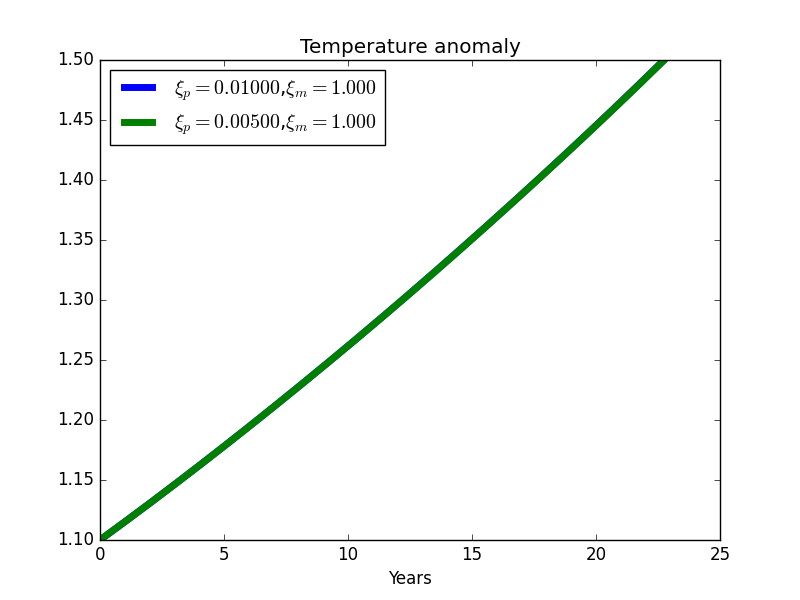 Temperature anomaly
1.50
ξp = 0.01000,ξm = 1.000
ξp = 0.00500,ξm = 1.000
1.45
1.40
1.35
1.30
1.25
1.20
1.15
1.10
0 5 10 15 20 25
Years